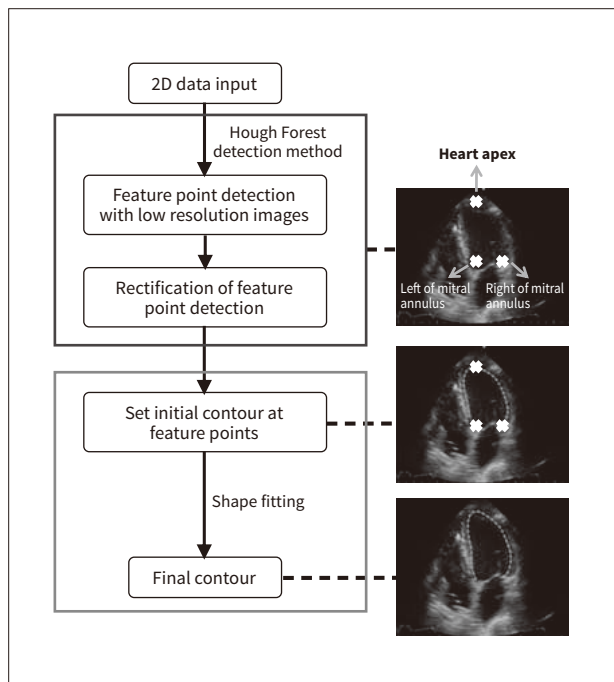 2D data input
Hough Forest
detection method
Feature point detection
with low resolution images
Rectification of feature
point detection
Heart apex
Left of mitral
annulus
Right of mitral
annulus
Set initial contour at
feature points
Shape fitting
Final contour